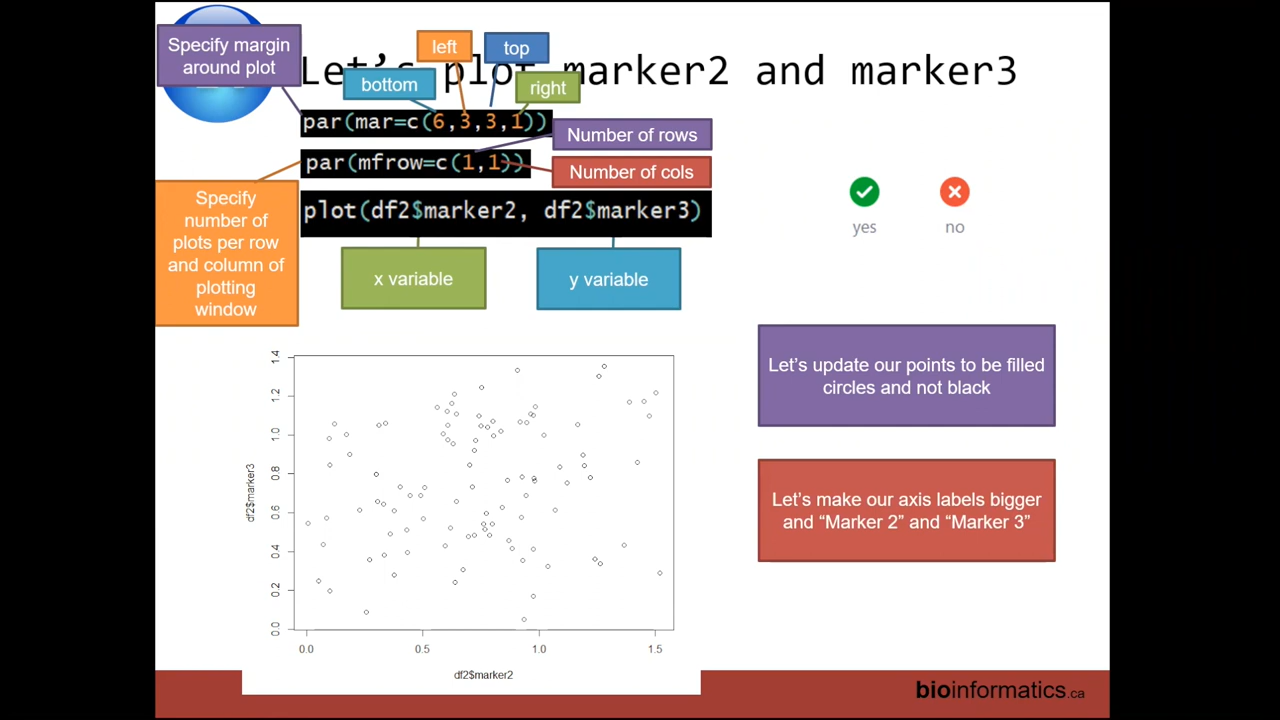 Let's plot marker2 and marker3
Specify margin
around plot
left
top
bottom
right
par(mar=c(6,3,3,1))
Number of rows
par(mfrow=c(1,1))
Number of cols
Specify
number of
plots per row
and column of
plotting
window
plot(df2$marker2, df2$marker3)
x variable
y variable
yes
no
Let's update our points to be filled
circles and not black
Let's make our axis labels bigger
and “Marker 2” and “Marker 3”
1.4
1.2
1.0
0.8
0.6
0.4
0.2
0.0
df2$marker3
0.0
0.5
1.0
1.5
df2$marker2
bioinformatics.ca